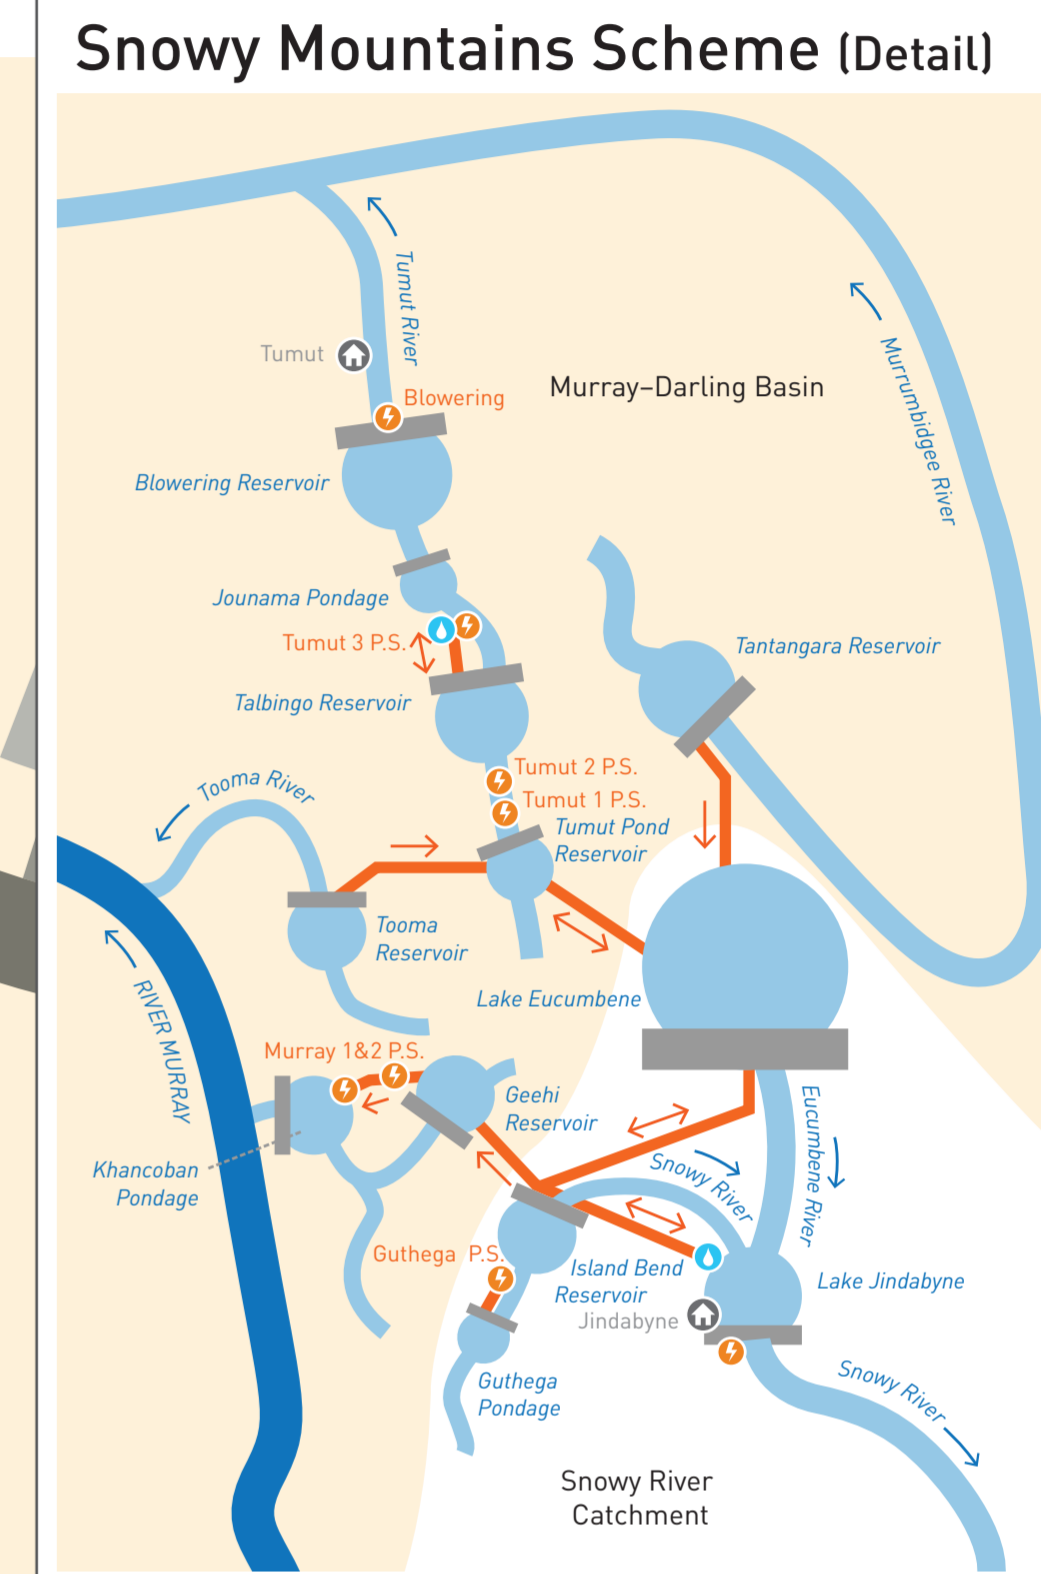 Snowy Mountains Scheme (Detail)
Tumut River
Tumut
Blowering
Murray–Darling Basin
Murrumbidgee River
Blowering Reservoir
Jounama Pondage
Tumut 3 P.S.
Tantangara Reservoir
Talbingo Reservoir
Tumut 2 P.S.
Tumut 1 P.S.
Tooma River
Tumut Pond
Reservoir
Tooma
Reservoir
Lake Eucumbene
RIVER MURRAY
Murray 1&2 P.S.
Geehi
Reservoir
Eucumbene River
Khancoban
Pondage
Snowy River
Guthega P.S.
Island Bend
Reservoir
Lake Jindabyne
Jindabyne
Guthega
Pondage
Snowy River
Snowy River
Catchment